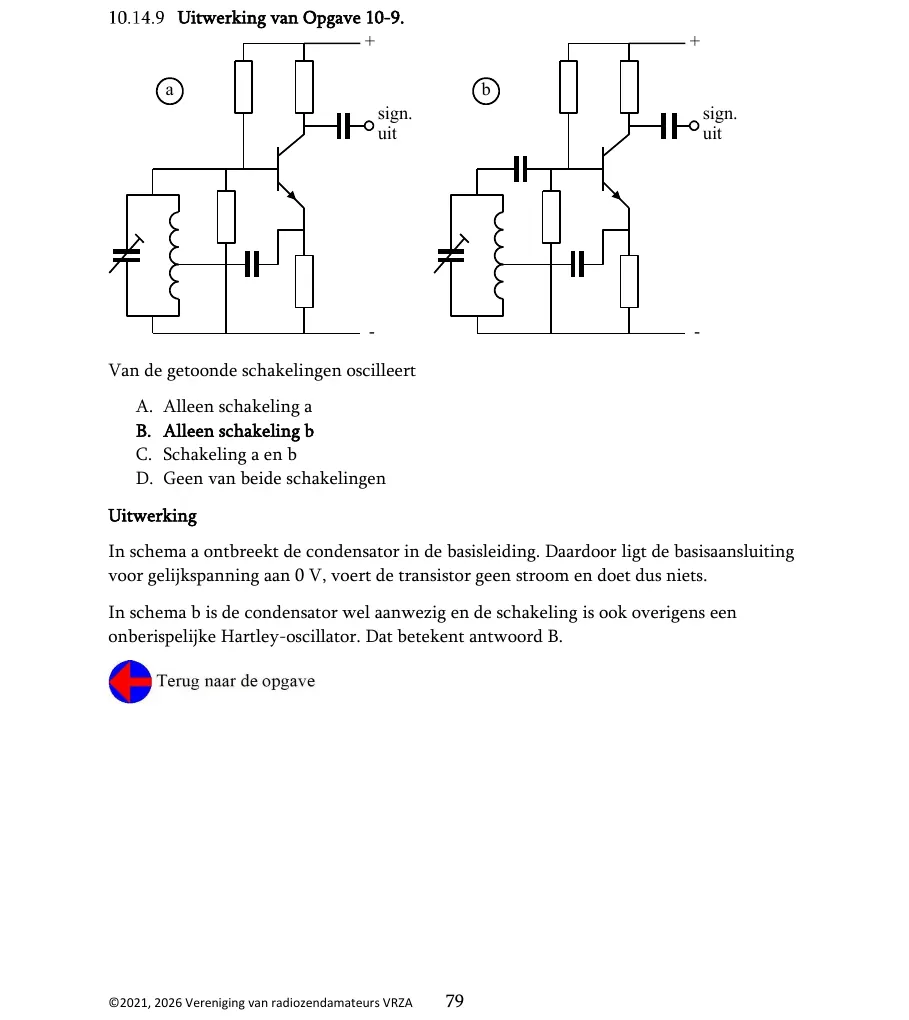 10.14.9 Uitwerking van Opgave 10-9.
+
+
a
b
sign.
uit
sign.
uit
-
-
Van de getoonde schakelingen oscilleert
A. Alleen schakeling a
B. Alleen schakeling b
C. Schakeling a en b
D. Geen van beide schakelingen
Uitwerking
In schema a ontbreekt de condensator in de basisleiding. Daardoor ligt de basisaansluiting
voor gelijkspanning aan 0 V, voert de transistor geen stroom en doet dus niets.
In schema b is de condensator wel aanwezig en de schakeling is ook overigens een
onberispelijke Hartley-oscillator. Dat betekent antwoord B.
Terug naar de opgave
©2021, 2026 Vereniging van radiozendamateurs VRZA 79